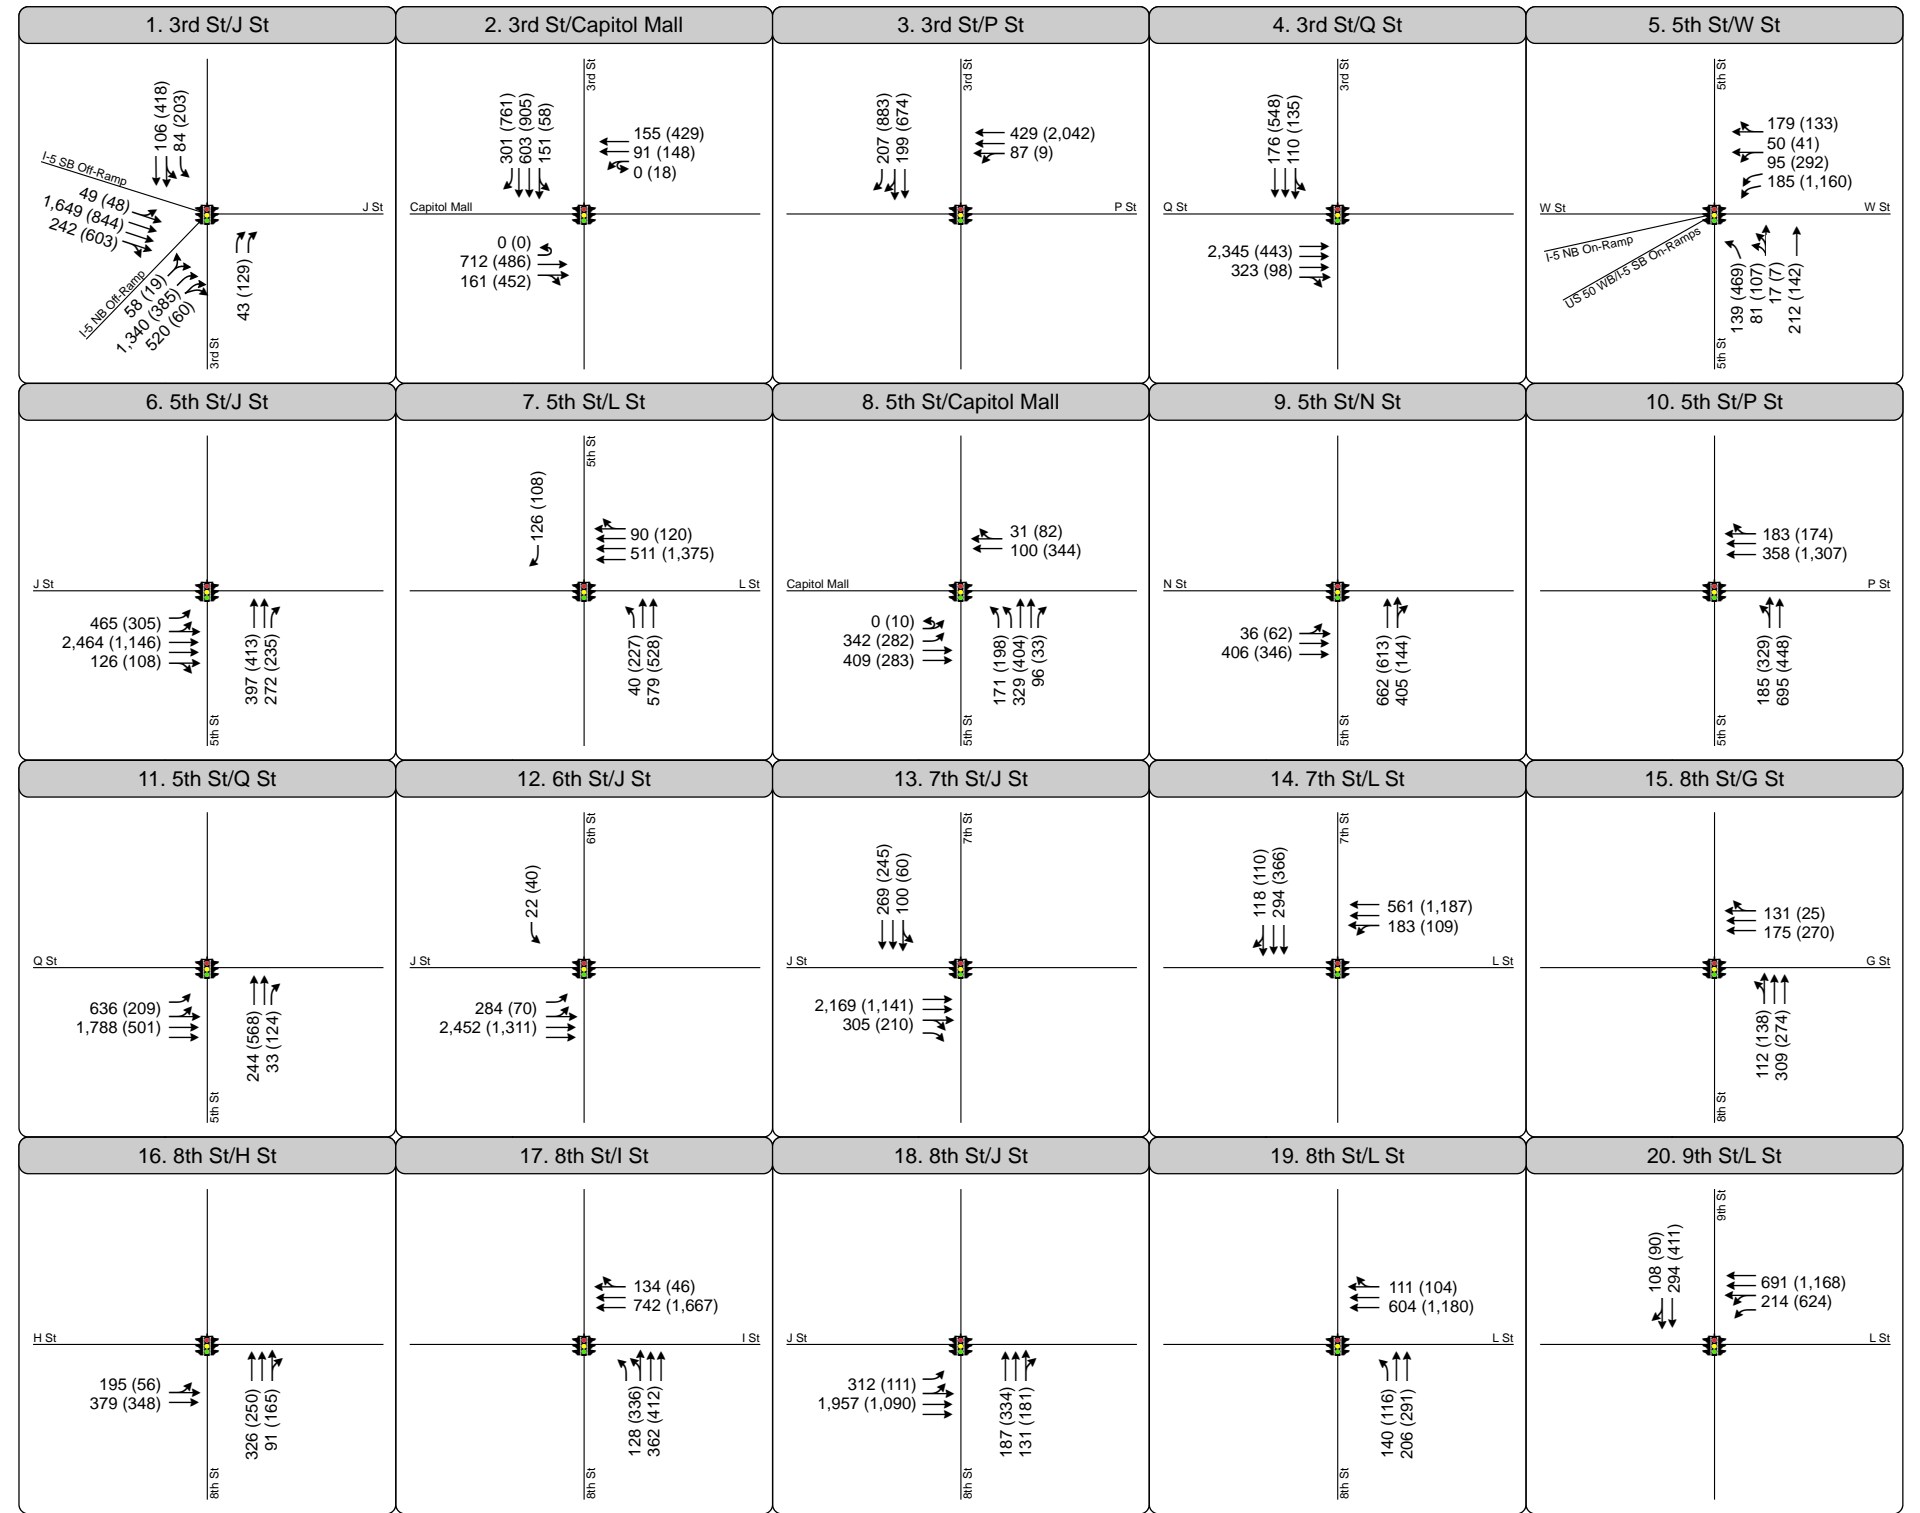 1. 3rd St/J St
106 (418)
84 (203)
I-5 SB Off-Ramp
49 (48)
1,649 (844)
242 (603)
J St
I-5 NB Off-Ramp
58 (19)
1,340 (385)
520 (60)
43 (129)
3rd St
2. 3rd St/Capitol Mall
3rd St
301 (761)
603 (905)
151 (58)
155 (429)
91 (148)
0 (18)
Capitol Mall
0 (0)
712 (486)
161 (452)
3. 3rd St/P St
3rd St
207 (883)
199 (674)
429 (2,042)
87 (9)
P St
4. 3rd St/Q St
3rd St
176 (548)
110 (135)
Q St
2,345 (443)
323 (98)
5. 5th St/W St
5th St
179 (133)
50 (41)
95 (292)
185 (1,160)
W St
W St
I-5 NB On-Ramp
US 50 WB/I-5 SB On-Ramps
139 (469)
81 (107)
17 (7)
212 (142)
5th St
6. 5th St/J St
J St
465 (305)
2,464 (1,146)
126 (108)
397 (413)
272 (235)
5th St
7. 5th St/L St
5th St
126 (108)
90 (120)
511 (1,375)
L St
40 (227)
579 (528)
8. 5th St/Capitol Mall
31 (82)
100 (344)
Capitol Mall
0 (10)
342 (282)
409 (283)
171 (198)
329 (404)
96 (33)
5th St
9. 5th St/N St
N St
36 (62)
406 (346)
662 (613)
405 (144)
5th St
10. 5th St/P St
183 (174)
358 (1,307)
P St
185 (329)
695 (448)
5th St
11. 5th St/Q St
Q St
636 (209)
1,788 (501)
244 (568)
33 (124)
5th St
12. 6th St/J St
6th St
22 (40)
J St
284 (70)
2,452 (1,311)
13. 7th St/J St
7th St
269 (245)
100 (60)
J St
2,169 (1,141)
305 (210)
14. 7th St/L St
7th St
118 (110)
294 (366)
561 (1,187)
183 (109)
L St
15. 8th St/G St
131 (25)
175 (270)
G St
112 (138)
309 (274)
8th St
16. 8th St/H St
H St
195 (56)
379 (348)
326 (250)
91 (165)
8th St
17. 8th St/I St
134 (46)
742 (1,667)
I St
128 (336)
362 (412)
8th St
18. 8th St/J St
J St
312 (111)
1,957 (1,090)
187 (334)
131 (181)
8th St
19. 8th St/L St
111 (104)
604 (1,180)
L St
140 (116)
206 (291)
8th St
20. 9th St/L St
9th St
108 (90)
294 (411)
691 (1,168)
214 (624)
L St